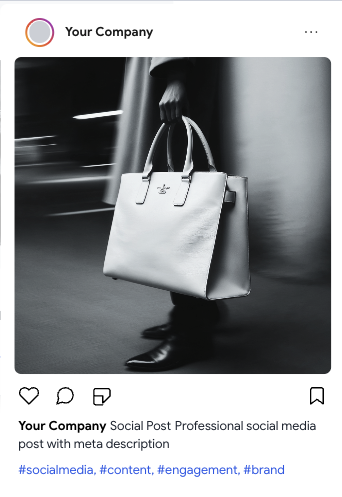 Your Company
Your Company Social Post Professional social media
post with meta description
#socialmedia, #content, #engagement, #brand